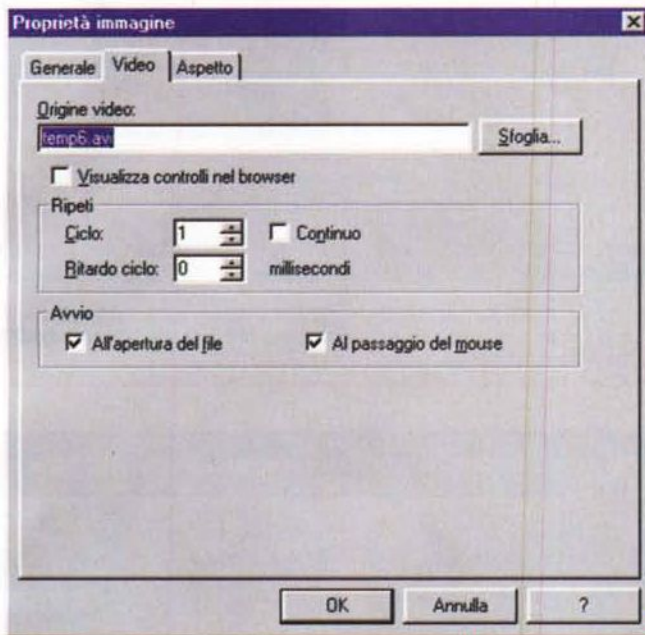 Proprietà immagine
Generale Video Aspetto
Origine video:
temp6.avi Sfoglia...
Visualizza controlli nel browser
Ripeti
Ciclo: 1 Continuo
Ritardo ciclo: 0 millisecondi
Avvio
All'apertura del file Al passaggio del mouse
OK Annulla ?